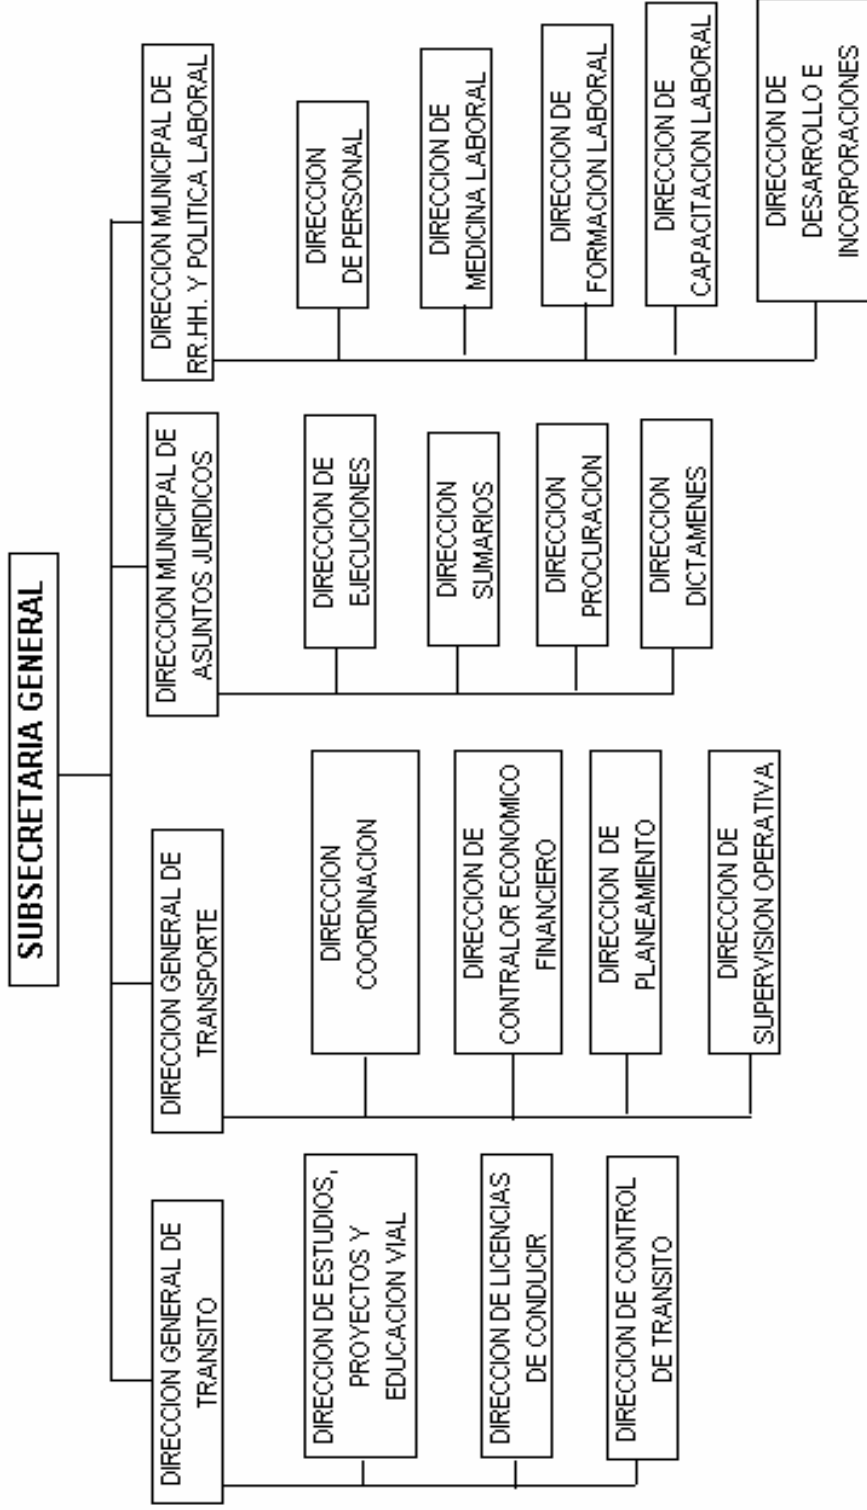 SUBSECRETARIA GENERAL
DIRECCION GENERAL DE
TRANSITO
DIRECCION DE ESTUDIOS,
PROYECTOS Y
EDUCACION VIAL
DIRECCION DE LICENCIAS
DE CONDUCIR
DIRECCION DE CONTROL
DE TRANSITO
DIRECCION GENERAL DE
TRANSPORTE
DIRECCION
COORDINACION
DIRECCION DE
CONTRALOR ECONOMICO
FINANCIERO
DIRECCION DE
PLANEAMIENTO
DIRECCION DE
SUPERVISION OPERATIVA
DIRECCION MUNICIPAL DE
ASUNTOS JURIDICOS
DIRECCION DE
EJECUCIONES
DIRECCION
SUMARIOS
DIRECCION
PROCURACION
DIRECCION
DICTAMENES
DIRECCION MUNICIPAL DE
RR.HH. Y POLITICA LABORAL
DIRECCION
DE PERSONAL
DIRECCION DE
MEDICINA LABORAL
DIRECCION DE
FORMACION LABORAL
DIRECCION DE
CAPACITACION LABORAL
DIRECCION DE
DESARROLLO E
INCORPORACIONES